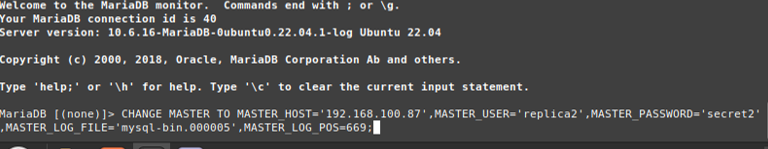 Welcome to the MariaDB monitor.  Commands end with ; or \g.
Your MariaDB connection id is 40
Server version: 10.6.16-MariaDB-0ubuntu0.22.04.1-log Ubuntu 22.04
Copyright (c) 2000, 2018, Oracle, MariaDB Corporation Ab and others.
Type 'help;' or '\h' for help. Type '\c' to clear the current input statement.
MariaDB [(none)]> CHANGE MASTER TO MASTER_HOST='192.168.100.87',MASTER_USER='replica2',MASTER_PASSWORD='secret2'
,MASTER_LOG_FILE='mysql-bin.000005',MASTER_LOG_POS=669;